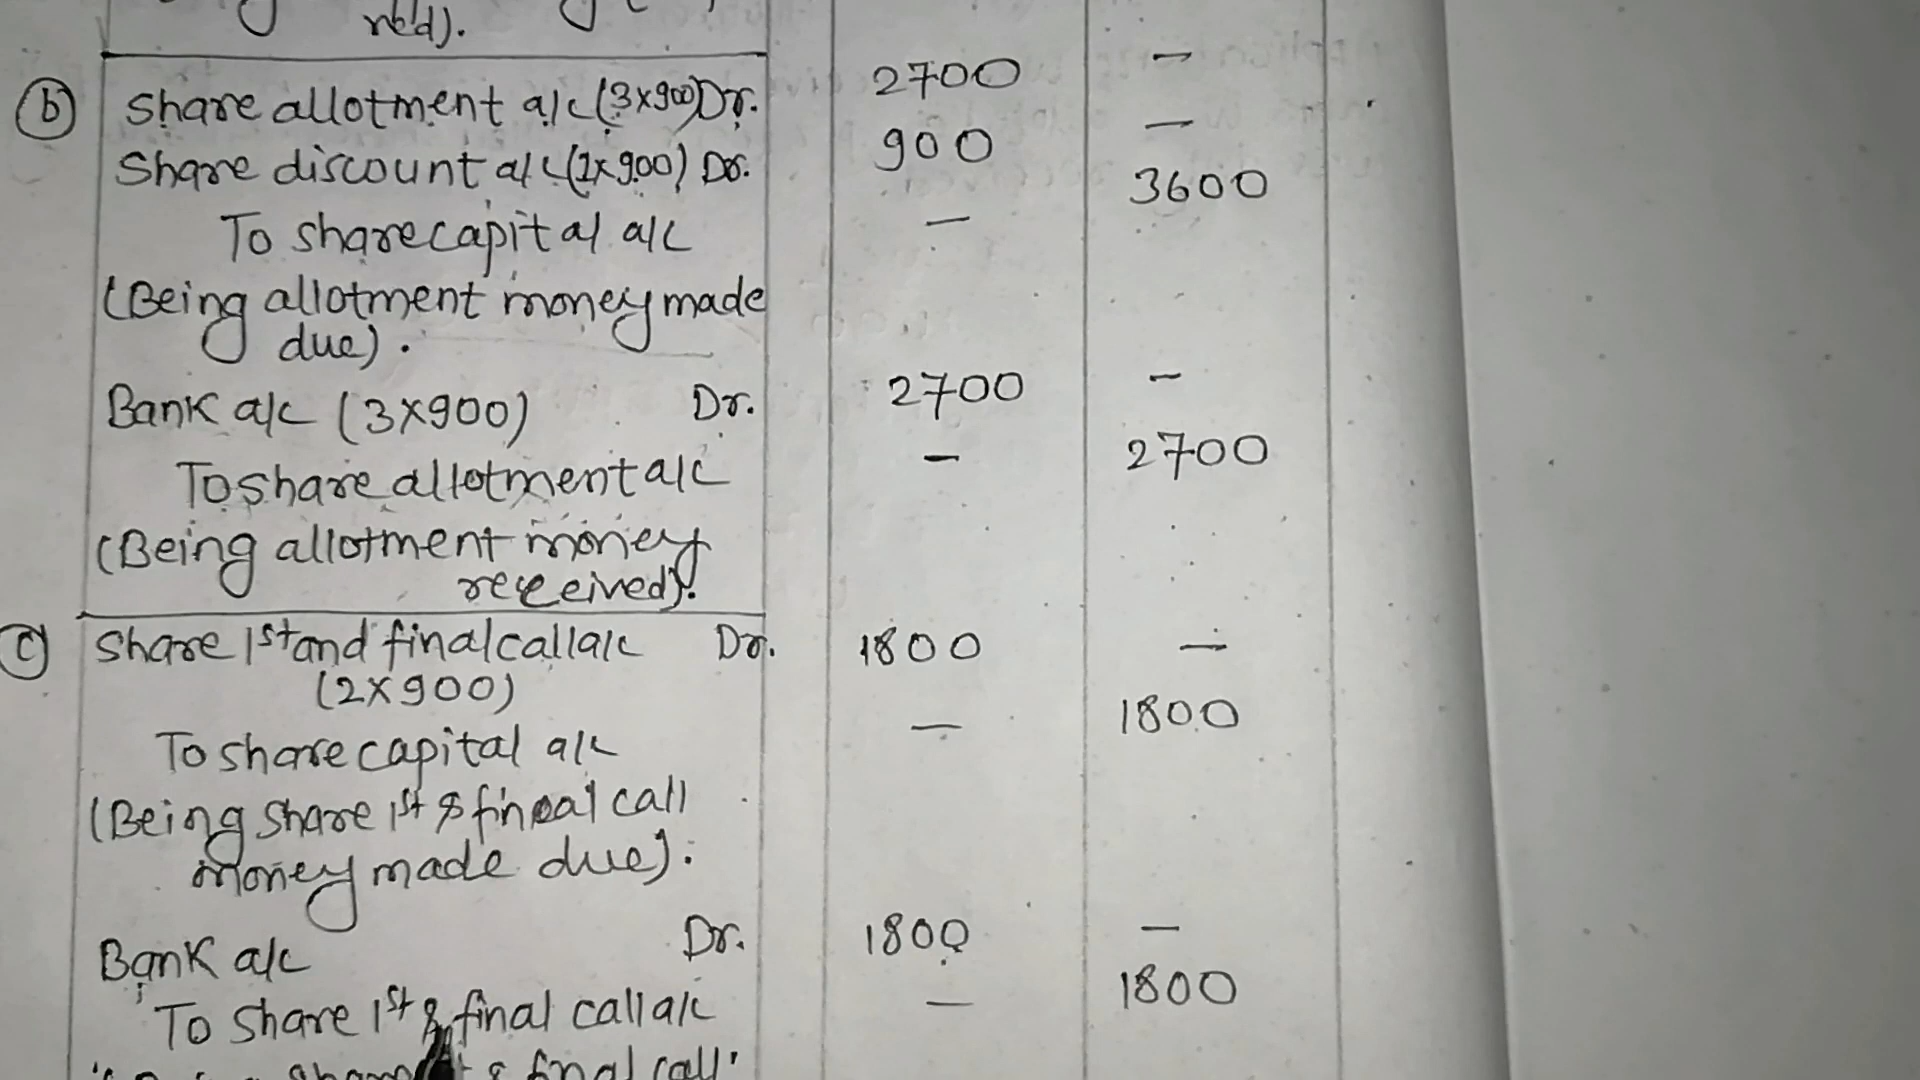 red).
(b) Share allotment a/c (3x900) Dr. 2700 —
Share discount a/c (1x900) Dr. 900 —
To share capital a/c — 3600
(Being allotment money made
due).
Bank a/c (3x900) Dr. 2700 —
To share allotment a/c — 2700
(Being allotment money
received).
(c) Share 1st and final call a/c Dr. 1800 —
(2x900)
To share capital a/c — 1800
(Being share 1st & final call
money made due).
Bank a/c Dr. 1800 —
To share 1st & final call a/c — 1800
& final call